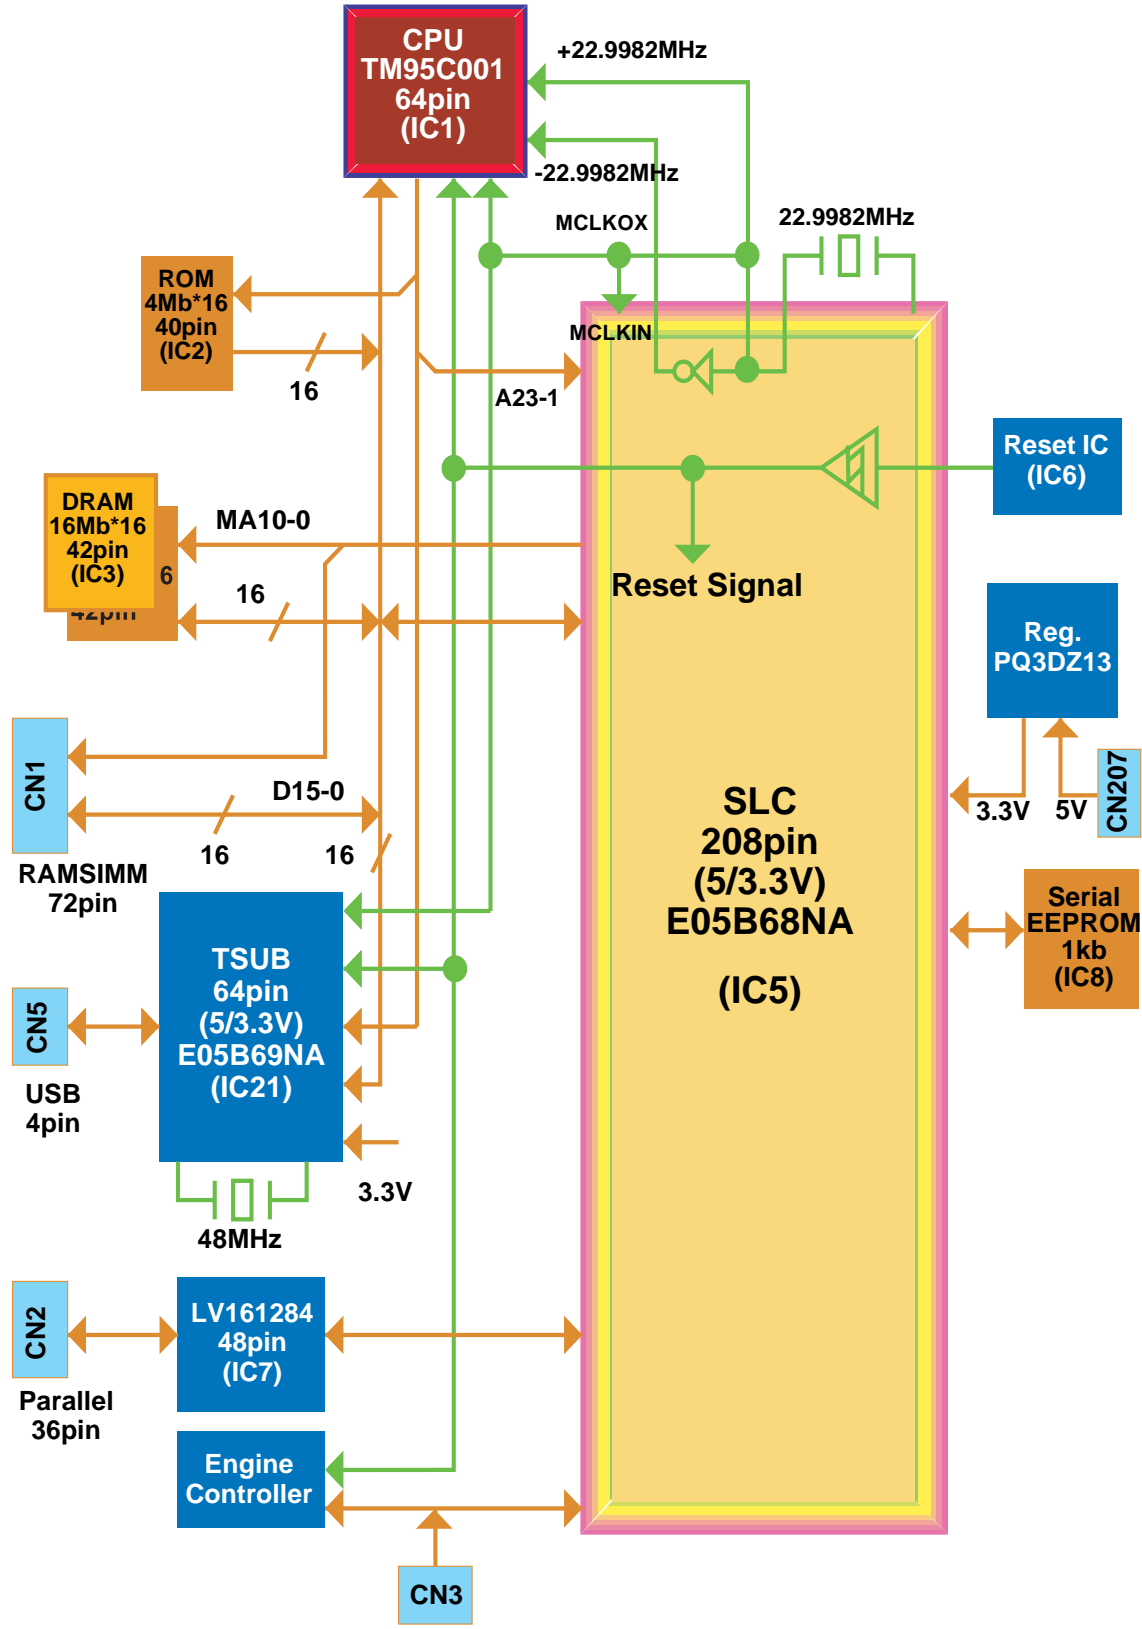 CPU
TM95C001
64pin
(IC1)
+22.9982MHz
-22.9982MHz
MCLKOX
22.9982MHz
MCLKIN
ROM
4Mb*16
40pin
(IC2)
16
A23-1
Reset IC
(IC6)
DRAM
16Mb*16
42pin
(IC3)
6
42pin
MA10-0
16
Reset Signal
Reg.
PQ3DZ13
CN207
3.3V
5V
CN1
D15-0
16
16
RAMSIMM
72pin
SLC
208pin
(5/3.3V)
E05B68NA
(IC5)
Serial
EEPROM
1kb
(IC8)
TSUB
64pin
(5/3.3V)
E05B69NA
(IC21)
CN5
USB
4pin
3.3V
48MHz
CN2
LV161284
48pin
(IC7)
Parallel
36pin
Engine
Controller
CN3